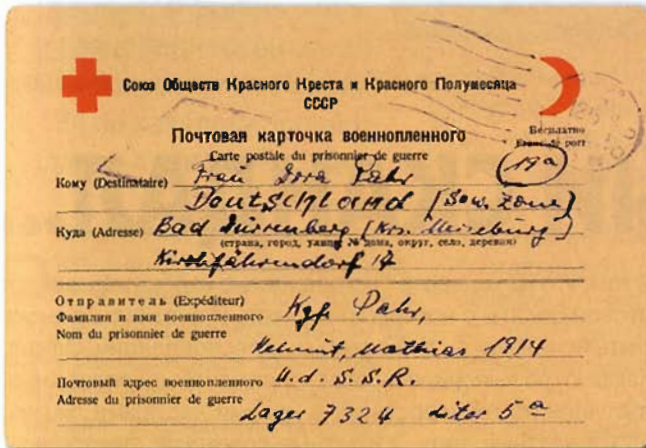 Союз Обществ Красного Креста и Красного Полумесяца
СССР
Почтовая карточка военнопленного
Carte postale du prisonnier de guerre
Бесплатно
Franc de port
19a
Кому (Destinataire) Frau Dora Pahr
Deutschland (Sow. Zone)
Куда (Adresse) Bad Dürrenberg (Krs. Merseburg)
(страна, город, улица № дома, округ, село, деревня)
Kirchfährendorf 14
Отправитель (Expéditeur)
Фамилия и имя военнопленного Kgf. Pahr,
Nom du prisonnier de guerre
Helmut, Mathias 1914
Почтовый адрес военнопленного U.d.S.S.R.
Adresse du prisonnier de guerre
Lager 7324 Liter 5a